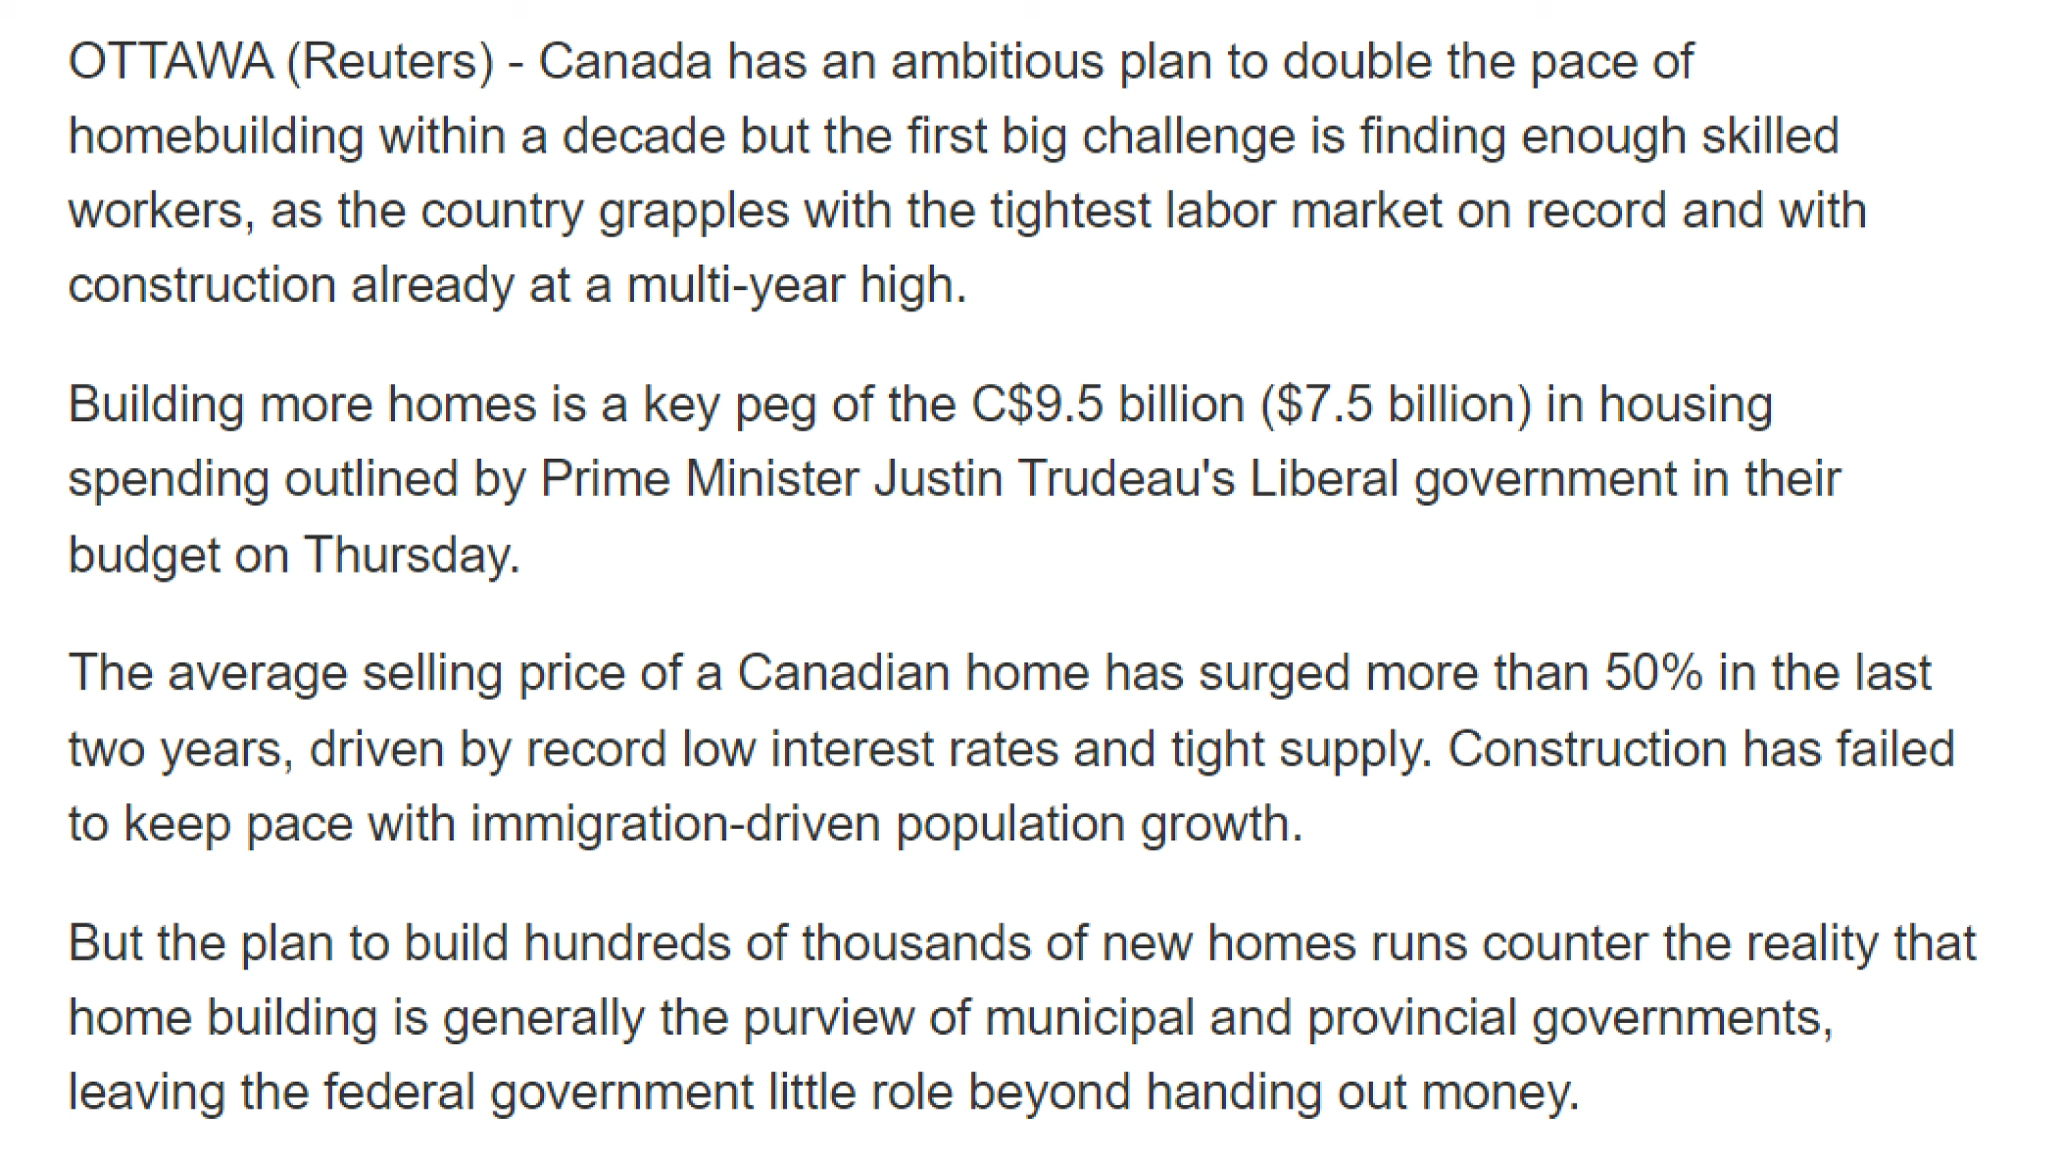 OTTAWA (Reuters) - Canada has an ambitious plan to double the pace of
homebuilding within a decade but the first big challenge is finding enough skilled
workers, as the country grapples with the tightest labor market on record and with
construction already at a multi-year high.
Building more homes is a key peg of the C$9.5 billion ($7.5 billion) in housing
spending outlined by Prime Minister Justin Trudeau's Liberal government in their
budget on Thursday.
The average selling price of a Canadian home has surged more than 50% in the last
two years, driven by record low interest rates and tight supply. Construction has failed
to keep pace with immigration-driven population growth.
But the plan to build hundreds of thousands of new homes runs counter the reality that
home building is generally the purview of municipal and provincial governments,
leaving the federal government little role beyond handing out money.